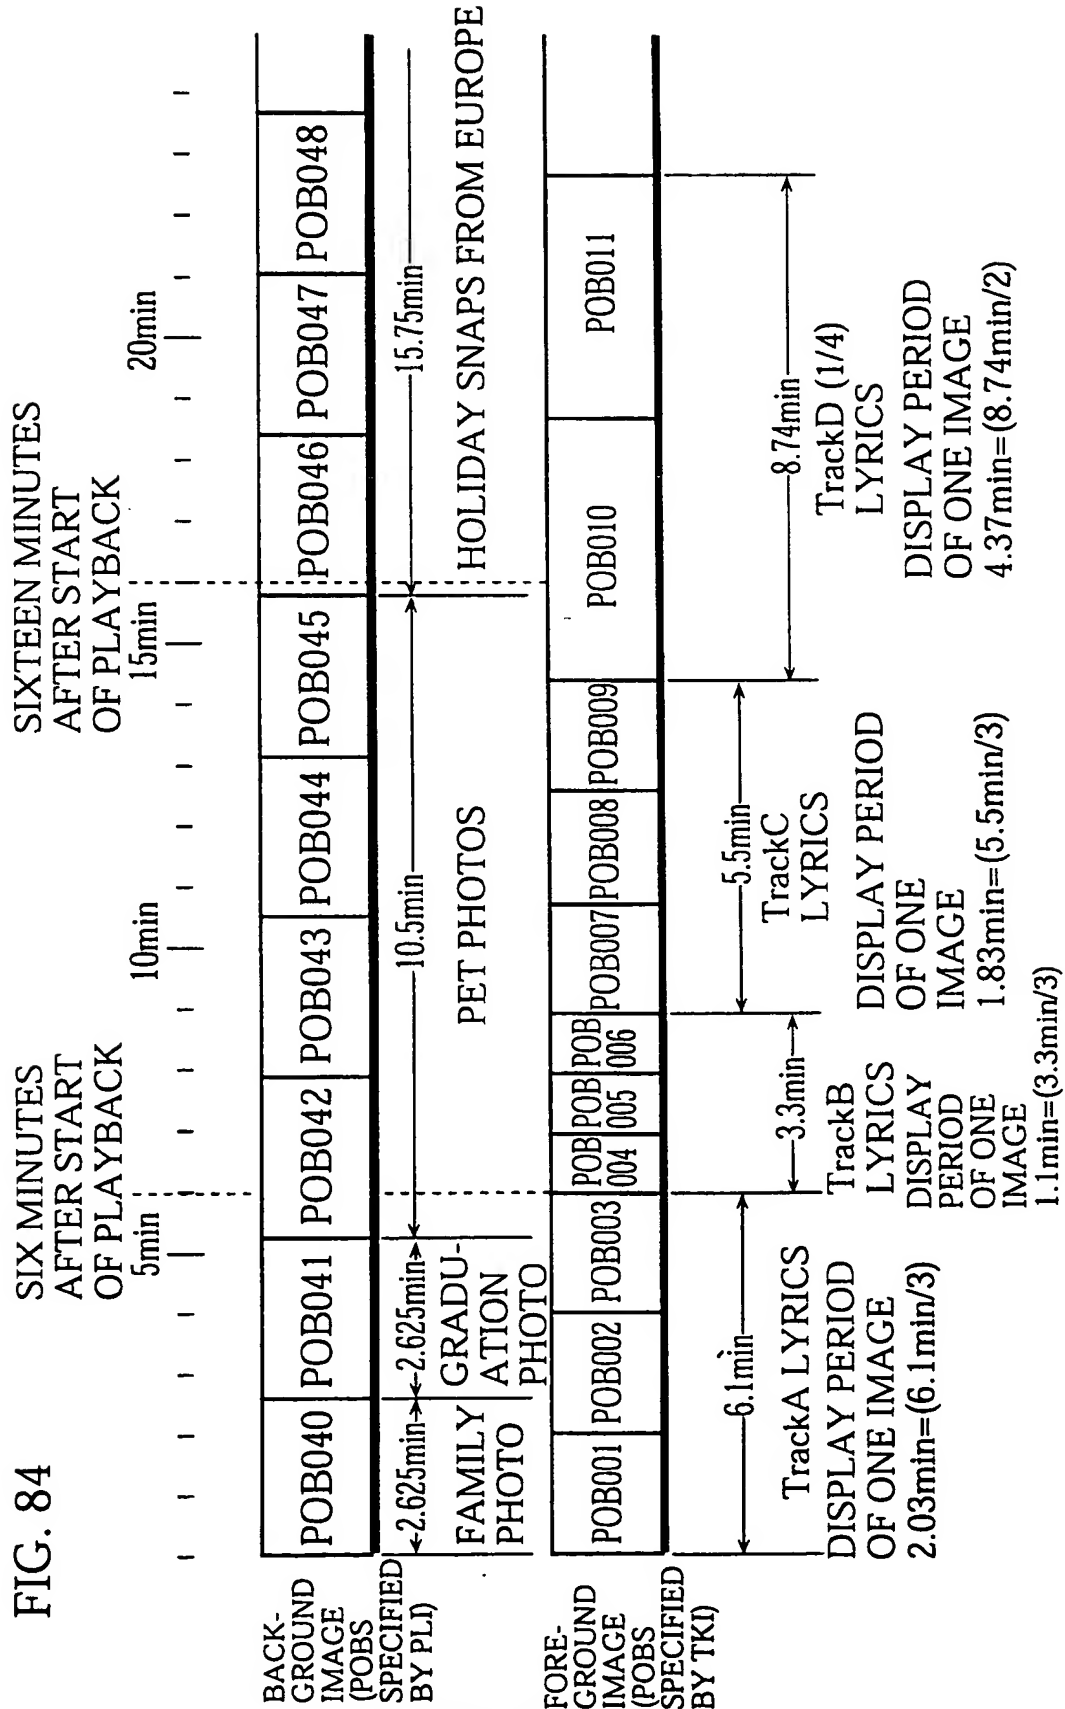 FIG. 84
SIX MINUTES
AFTER START
OF PLAYBACK
SIXTEEN MINUTES
AFTER START
OF PLAYBACK
5min
10min
15min
20min
BACK-
GROUND
IMAGE
(POBS
SPECIFIED
BY PLI)
POB040
POB041
POB042
POB043
POB044
POB045
POB046
POB047
POB048
2.625min
2.625min
10.5min
15.75min
FAMILY
PHOTO
GRADU-
ATION
PHOTO
PET PHOTOS
HOLIDAY SNAPS FROM EUROPE
FORE-
GROUND
IMAGE
(POBS
SPECIFIED
BY TKI)
POB001
POB002
POB003
POB
004
POB
005
POB
006
POB007
POB008
POB009
POB010
POB011
6.1min
TrackA LYRICS
DISPLAY PERIOD
OF ONE IMAGE
2.03min=(6.1min/3)
3.3min
TrackB
LYRICS
DISPLAY
PERIOD
OF ONE
IMAGE
1.1min=(3.3min/3)
5.5min
TrackC
LYRICS
DISPLAY PERIOD
OF ONE
IMAGE
1.83min=(5.5min/3)
8.74min
TrackD (1/4)
LYRICS
DISPLAY PERIOD
OF ONE IMAGE
4.37min=(8.74min/2)